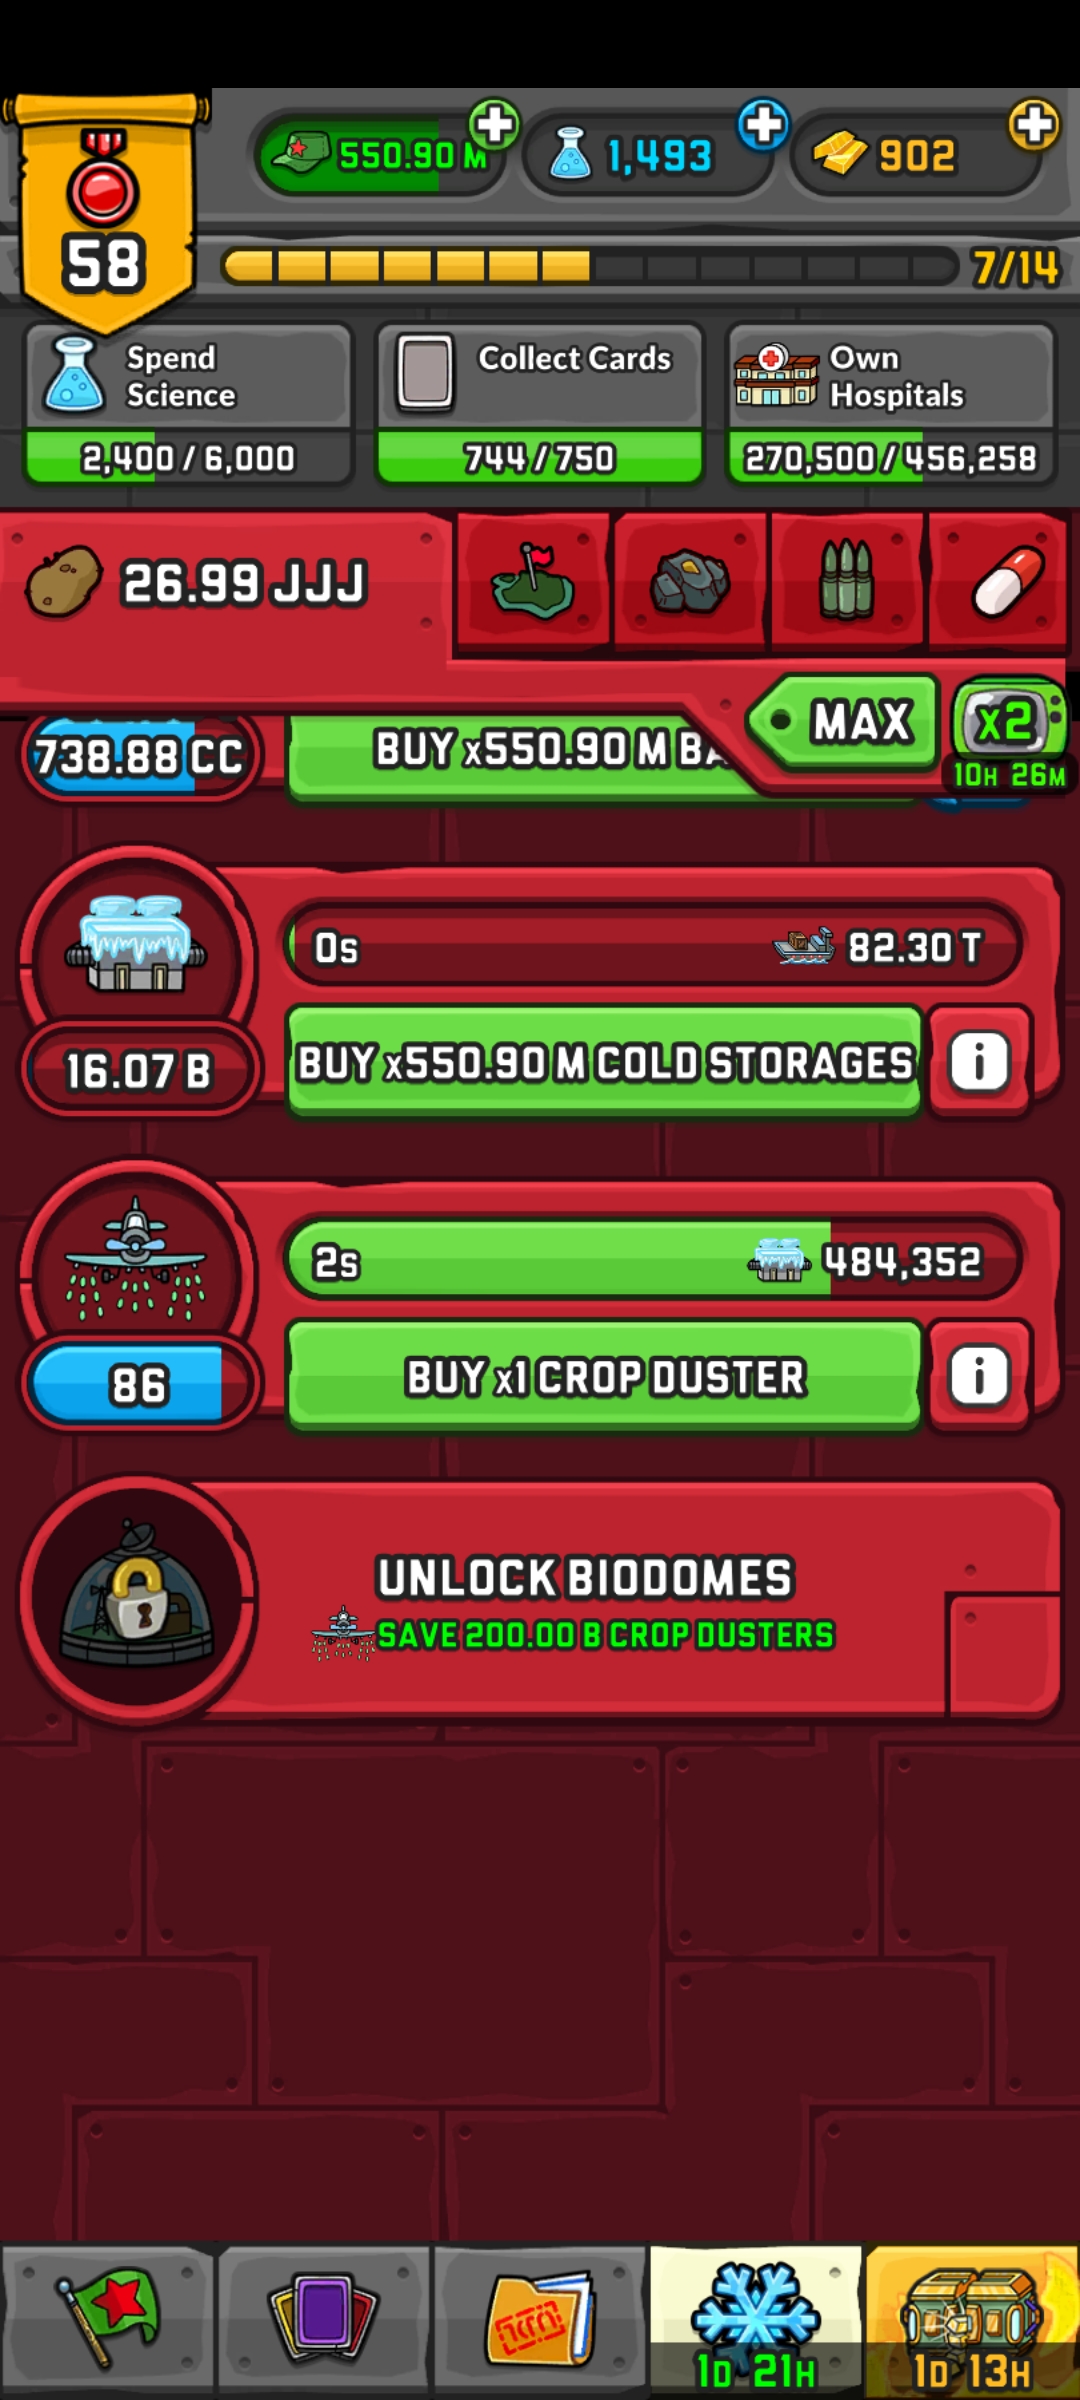 550.90 M
1,493
902
58
7/14
Spend
Science
2,400 / 6,000
Collect Cards
744 / 750
Own
Hospitals
270,500 / 456,258
26.99 JJJ
MAX
x2
10H 26M
738.88 CC
BUY x550.90 M
0s
82.30 T
16.07 B
BUY x550.90 M COLD STORAGES
i
2s
484,352
86
BUY x1 CROP DUSTER
i
UNLOCK BIODOMES
SAVE 200.00 B CROP DUSTERS
1D 21H
1D 13H